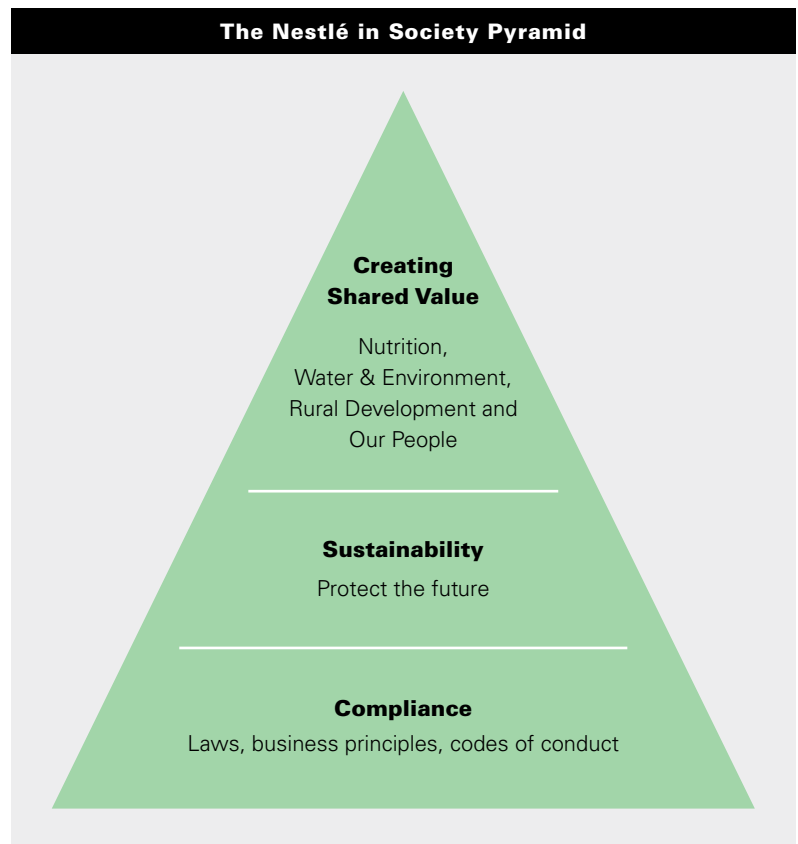 The Nestlé in Society Pyramid
Creating
Shared Value
Nutrition,
Water & Environment,
Rural Development and
Our People
Sustainability
Protect the future
Compliance
Laws, business principles, codes of conduct